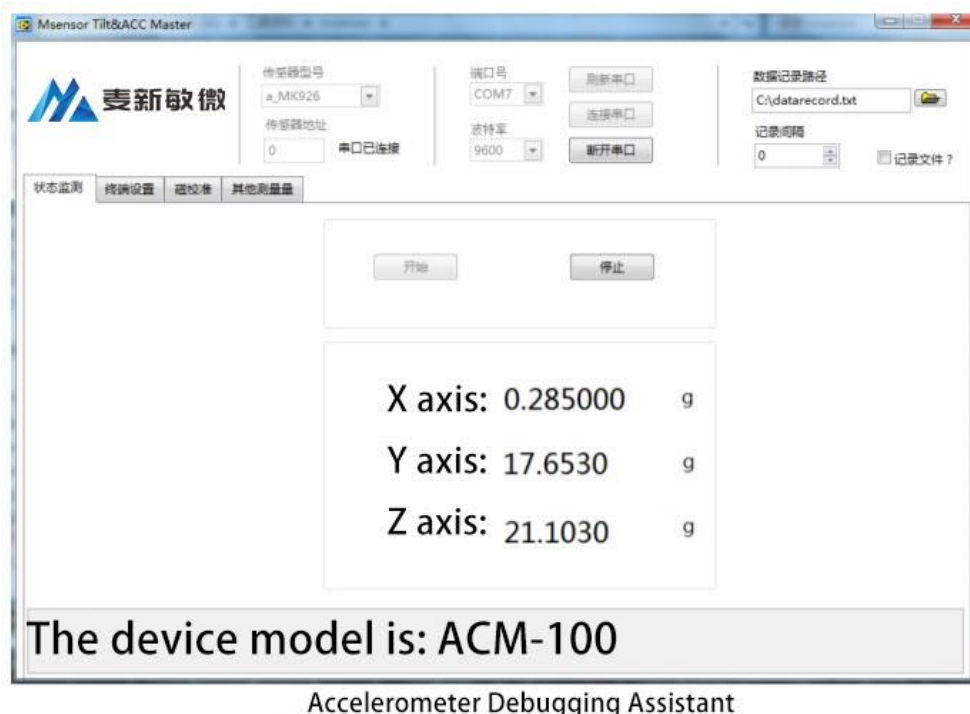 Msensor Tilt&ACC Master
麦新敏微
传感器型号
a_MK926
传感器地址
0
串口已连接
端口号
COM7
波特率
9600
刷新串口
连接串口
断开串口
数据记录路径
C:\datarecord.txt
记录间隔
0
记录文件？
状态监测
终端设置
磁校准
其他测量量
开始
停止
X axis: 0.285000 g
Y axis: 17.6530 g
Z axis: 21.1030 g
The device model is: ACM-100
Accelerometer Debugging Assistant